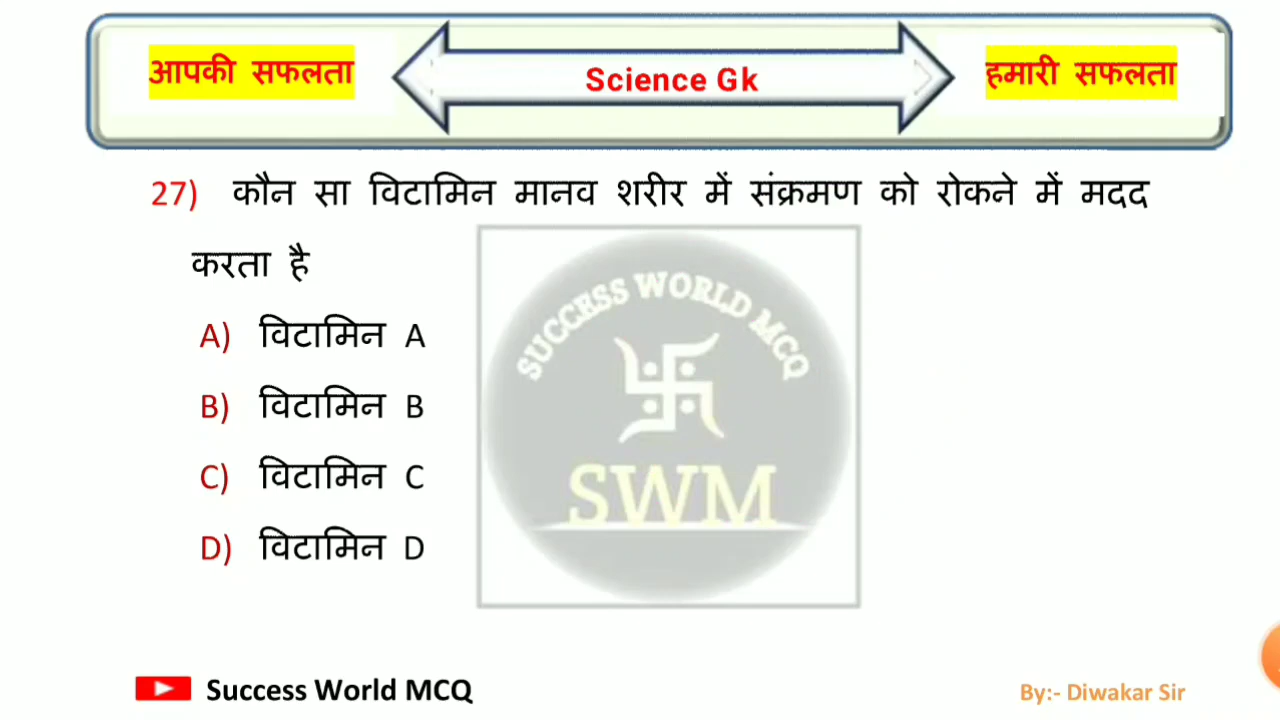 आपकी सफलता
Science Gk
हमारी सफलता
27) कौन सा विटामिन मानव शरीर में संक्रमण को रोकने में मदद
करता है
A) विटामिन A
B) विटामिन B
C) विटामिन C
D) विटामिन D
SUCCESS WORLD MCQ
SWM
Success World MCQ
By:- Diwakar Sir